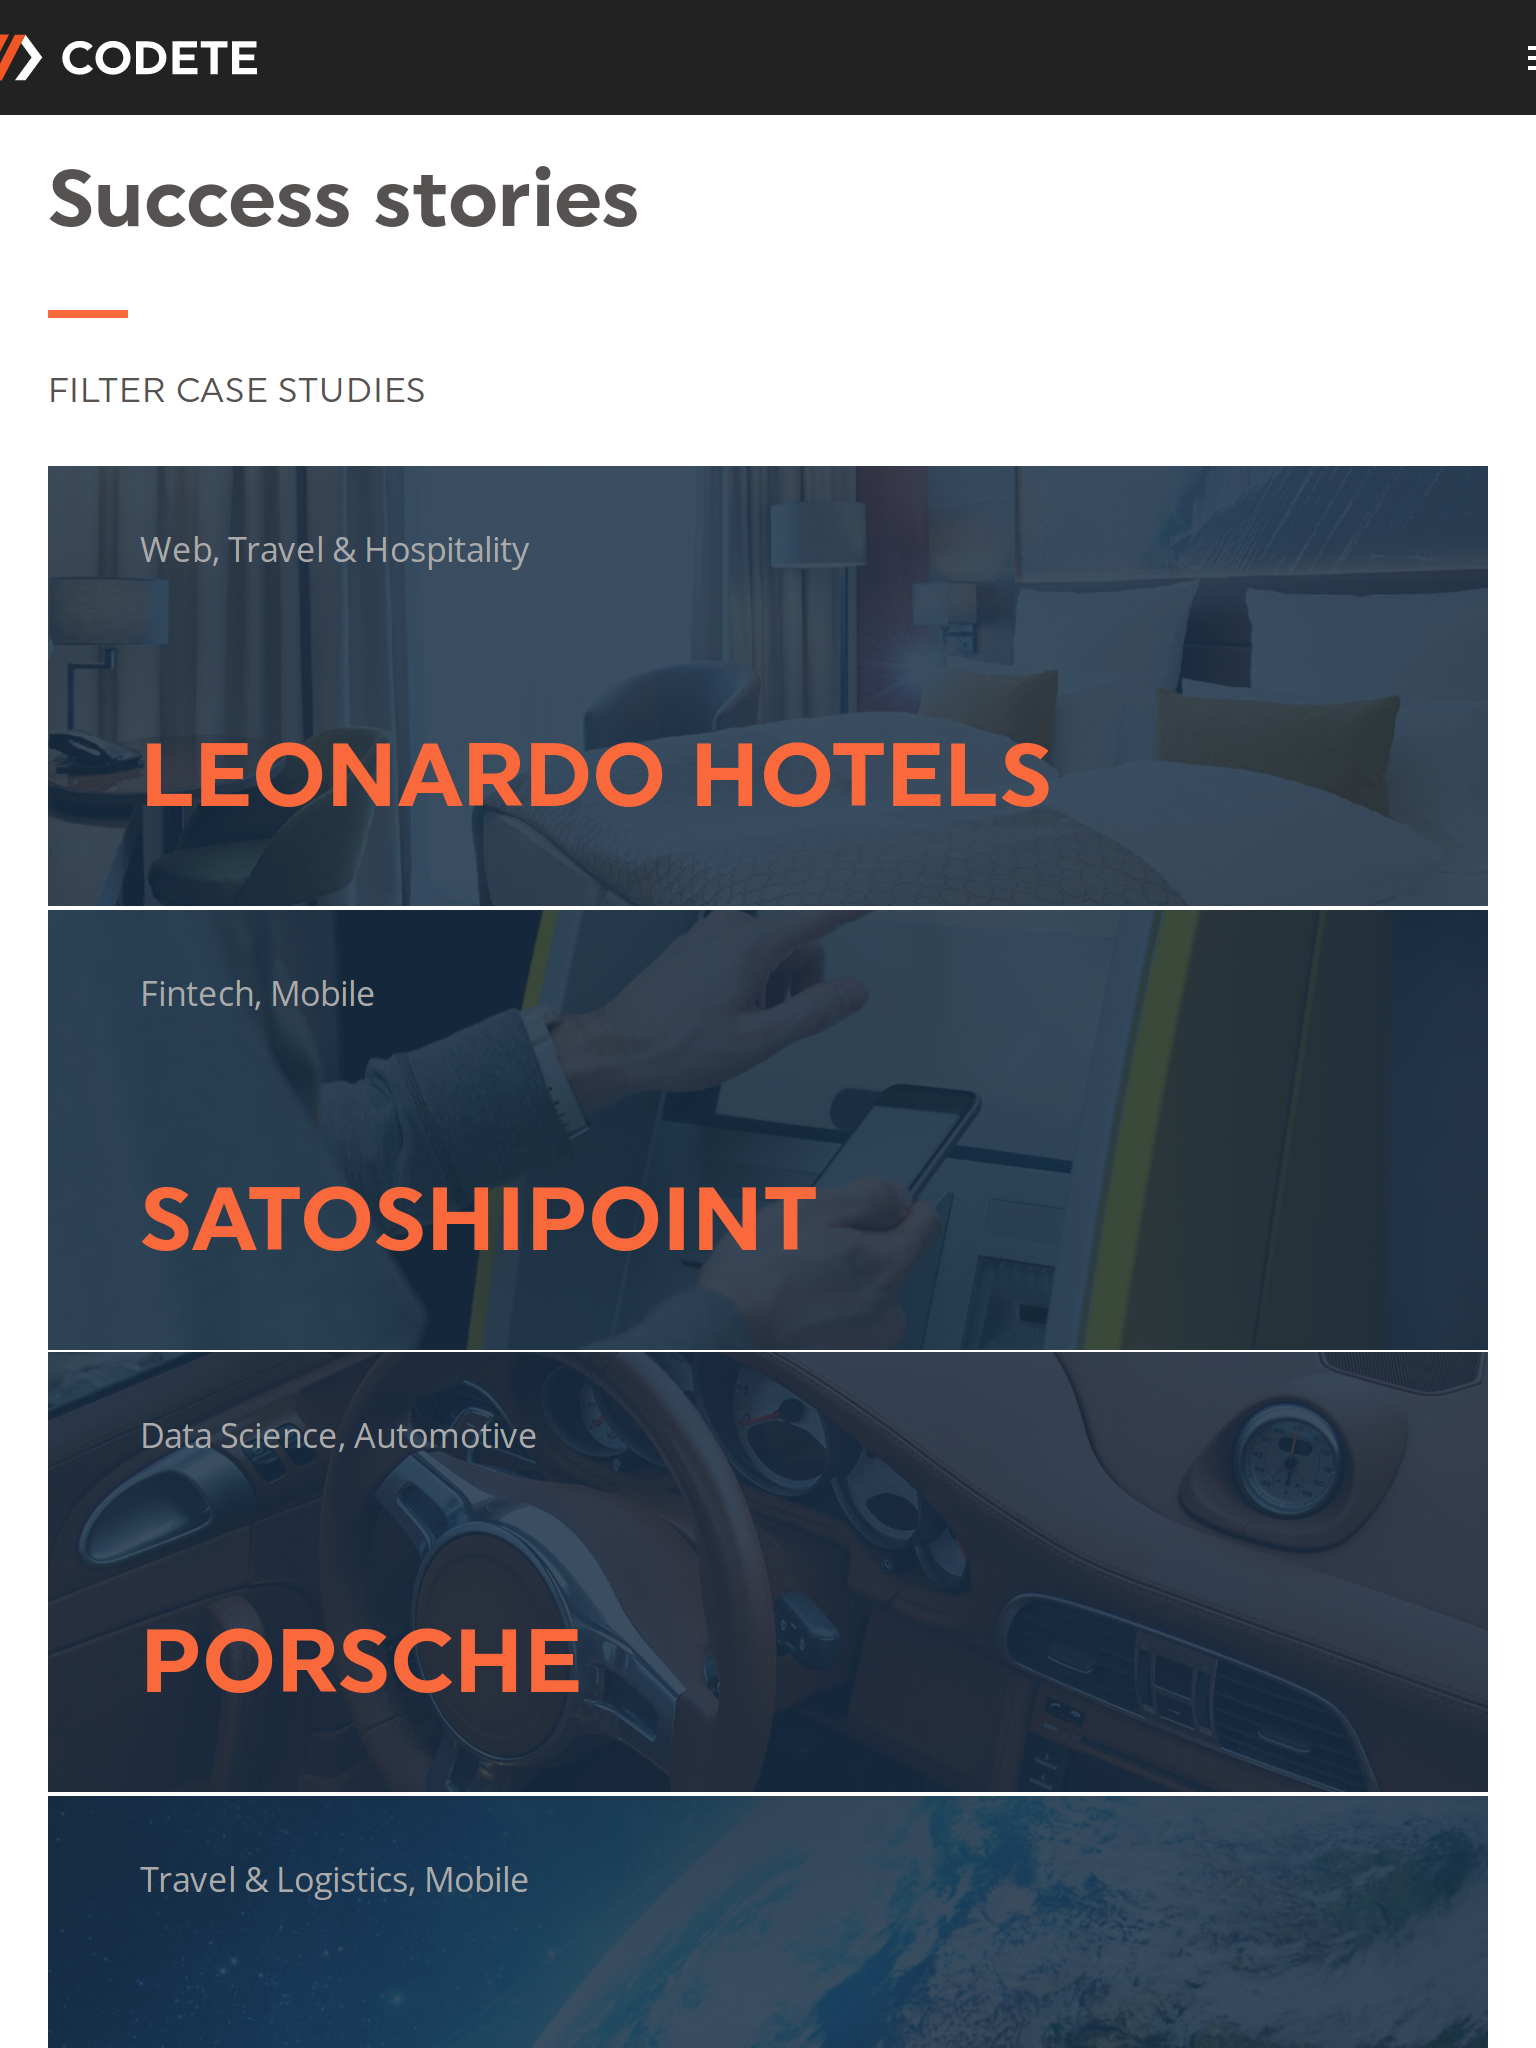 CODETE
Success stories
FILTER CASE STUDIES
Web, Travel & Hospitality
LEONARDO HOTELS
Fintech, Mobile
SATOSHIPOINT
Data Science, Automotive
PORSCHE
Travel & Logistics, Mobile